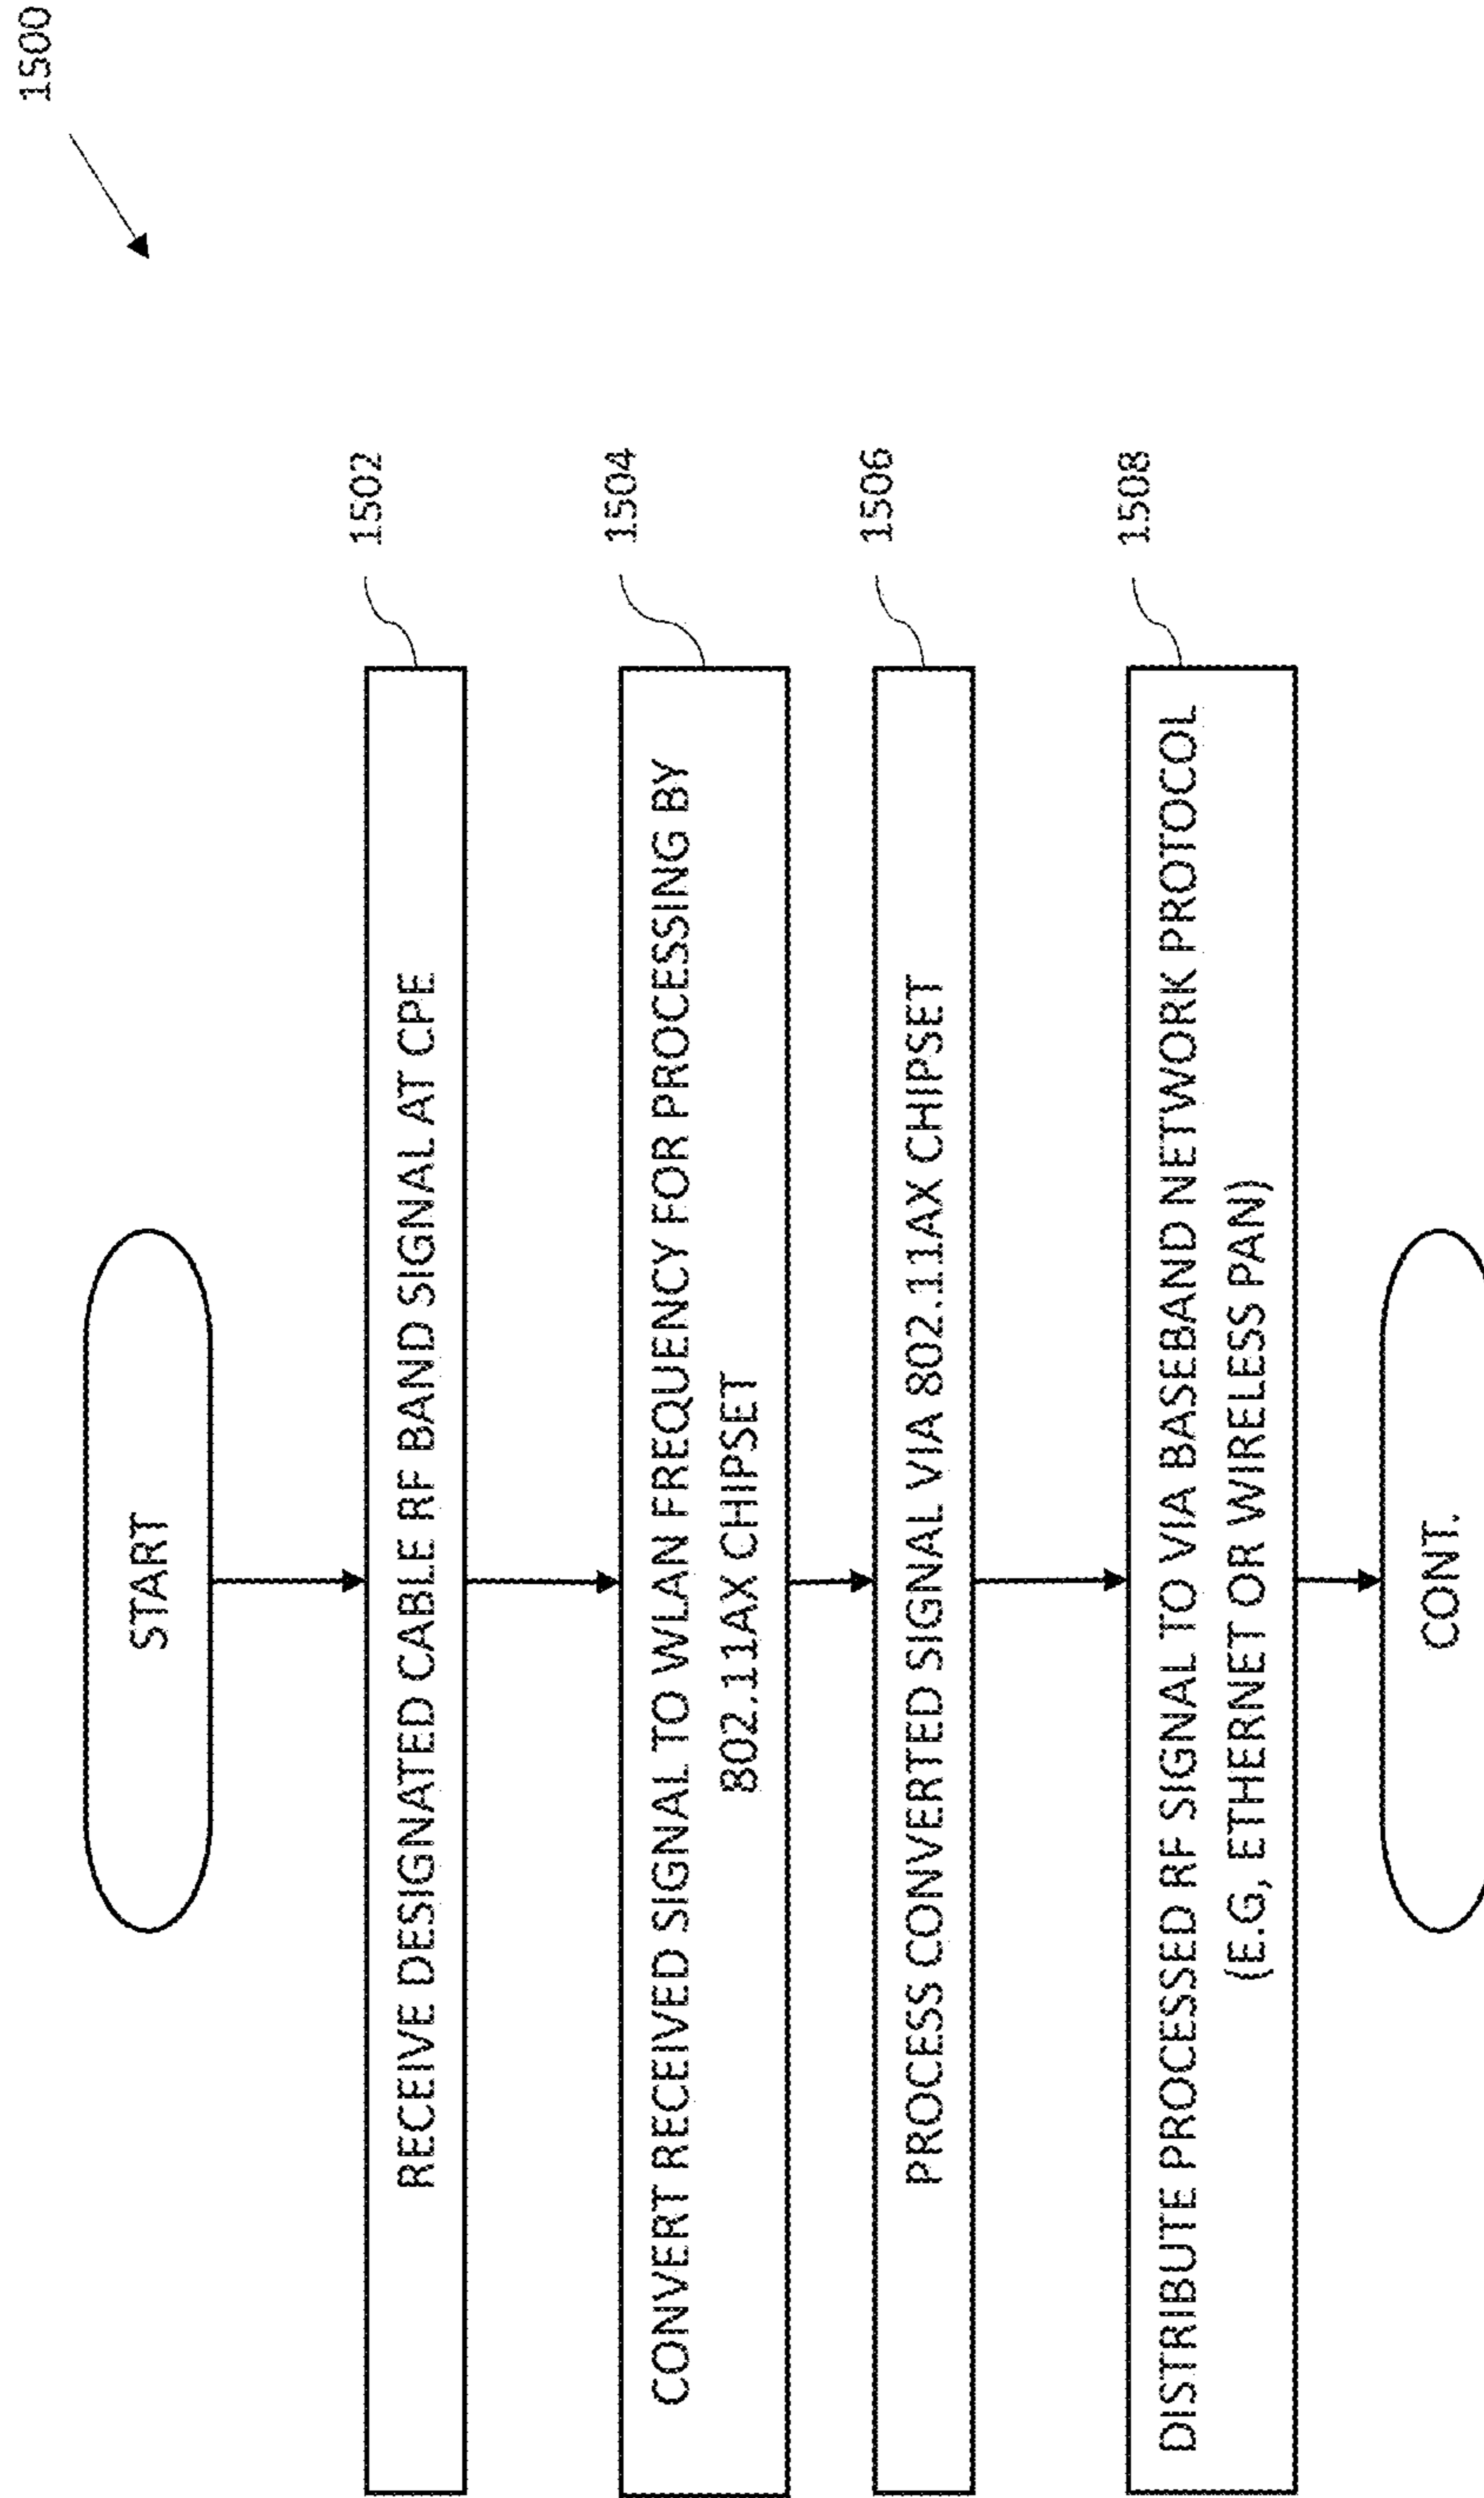 1500
START
RECEIVE DESIGNATED CABLE RF BAND SIGNAL AT CPE
1502
CONVERT RECEIVED SIGNAL TO WLAN FREQUENCY FOR PROCESSING BY
802.11AX CHIPSET
1504
PROCESS CONVERTED SIGNAL VIA 802.11AX CHIPSET
1506
DISTRIBUTE PROCESSED RF SIGNAL TO VIA BASEBAND NETWORK PROTOCOL
(E.G, ETHERNET OR WIRELESS PAN)
1508
CONT.